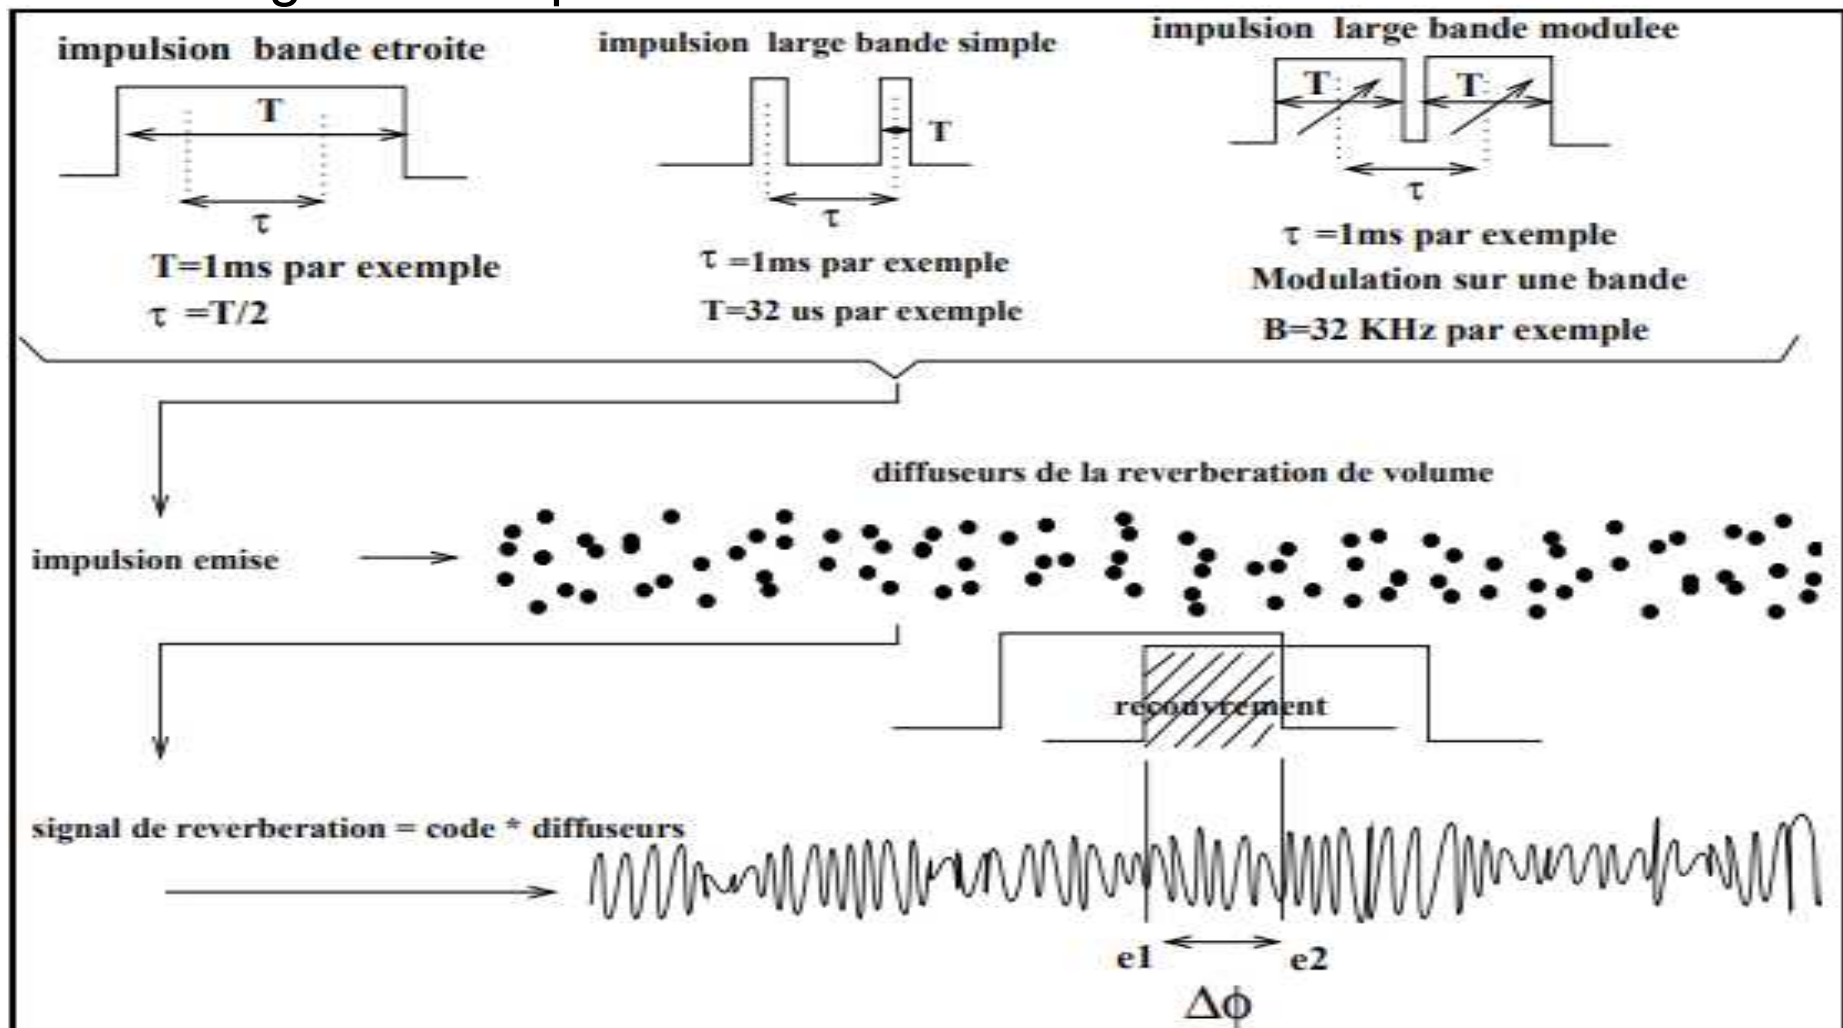 impulsion bande etroite
T
τ
T=1ms par exemple
τ =T/2
impulsion large bande simple
T
τ
τ =1ms par exemple
T=32 us par exemple
impulsion large bande modulee
T
T
τ
τ =1ms par exemple
Modulation sur une bande
B=32 KHz par exemple
diffuseurs de la reverberation de volume
impulsion emise
recouvrement
signal de reverberation = code * diffuseurs
e1
e2
Δϕ